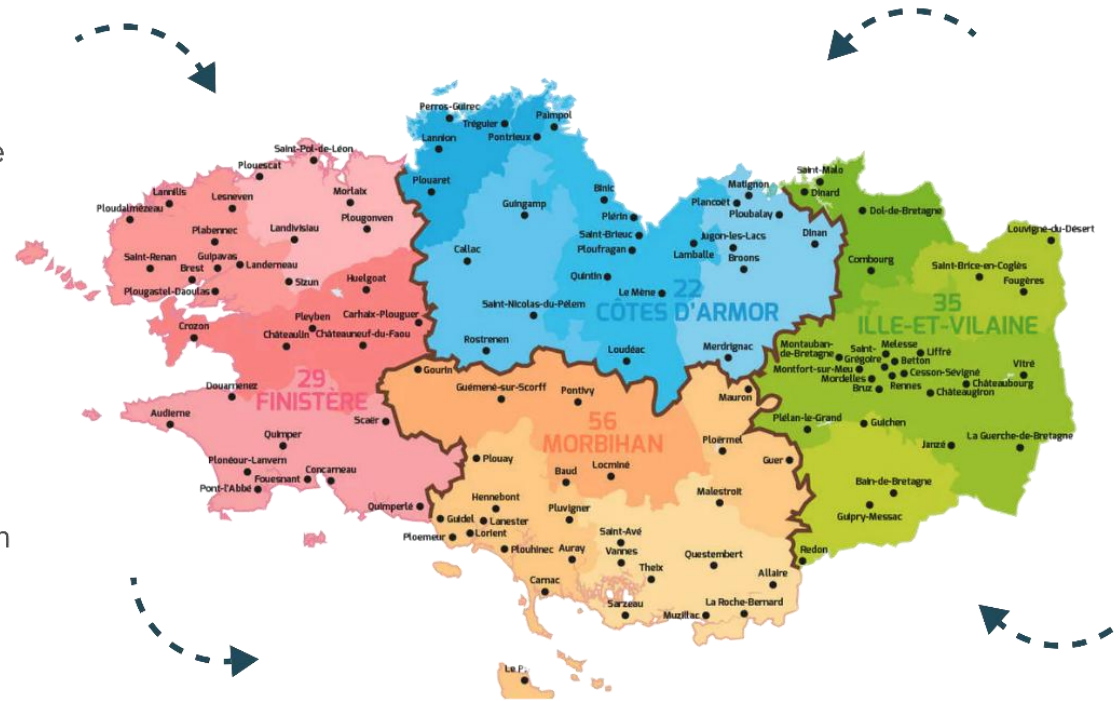 e
n
Perros-Guirec
Tréguier
Paimpol
Pontrieux
Lannion
Plouaret
Guingamp
Callac
Binic
Plérin
Saint-Brieuc
Ploufragan
Quintin
Le Mène
Saint-Nicolas-du-Pélem
Rostrenen
Loudéac
Matignon
Plancoët
Ploubalay
Jugon-les-Lacs
Lamballe
Broons
Dinan
Merdrignac
22
CÔTES D'ARMOR
Saint-Pol-de-Léon
Plouescat
Lannilis
Lesneven
Morlaix
Ploudalmézeau
Plougonven
Plabennec
Landivisiau
Saint-Renan
Guipavas
Landerneau
Brest
Sizun
Huelgoat
Plougastel-Daoulas
Crozon
Pleyben
Carhaix-Plouguer
Châteaulin
Châteauneuf-du-Faou
Douarnenez
29
FINISTÈRE
Audierne
Scaër
Quimper
Plonéour-Lanvern
Concarneau
Fouesnant
Pont-l'Abbé
Quimperlé
Gourin
Guémené-sur-Scorff
Pontivy
Mauron
56
MORBIHAN
Ploërmel
Guer
Plouay
Baud
Locminé
Malestroit
Hennebont
Guidel
Lanester
Pluvigner
Ploemeur
Lorient
Saint-Avé
Plouhinec
Auray
Vannes
Theix
Questembert
Allaire
Carnac
Sarzeau
La Roche-Bernard
Muzillac
Le P.
Saint-Malo
Dinard
Dol-de-Bretagne
Louvigné-du-Désert
Combourg
Saint-Brice-en-Coglès
Fougères
35
ILLE-ET-VILAINE
Montauban-
de-Bretagne
Saint-
Grégoire
Melesse
Liffré
Betton
Montfort-sur-Meu
Cesson-Sévigné
Vitré
Mordelles
Rennes
Châteaubourg
Bruz
Châteaugiron
Plélan-le-Grand
Guichen
Janzé
La Guerche-de-Bretagne
Bain-de-Bretagne
Guipry-Messac
Redon